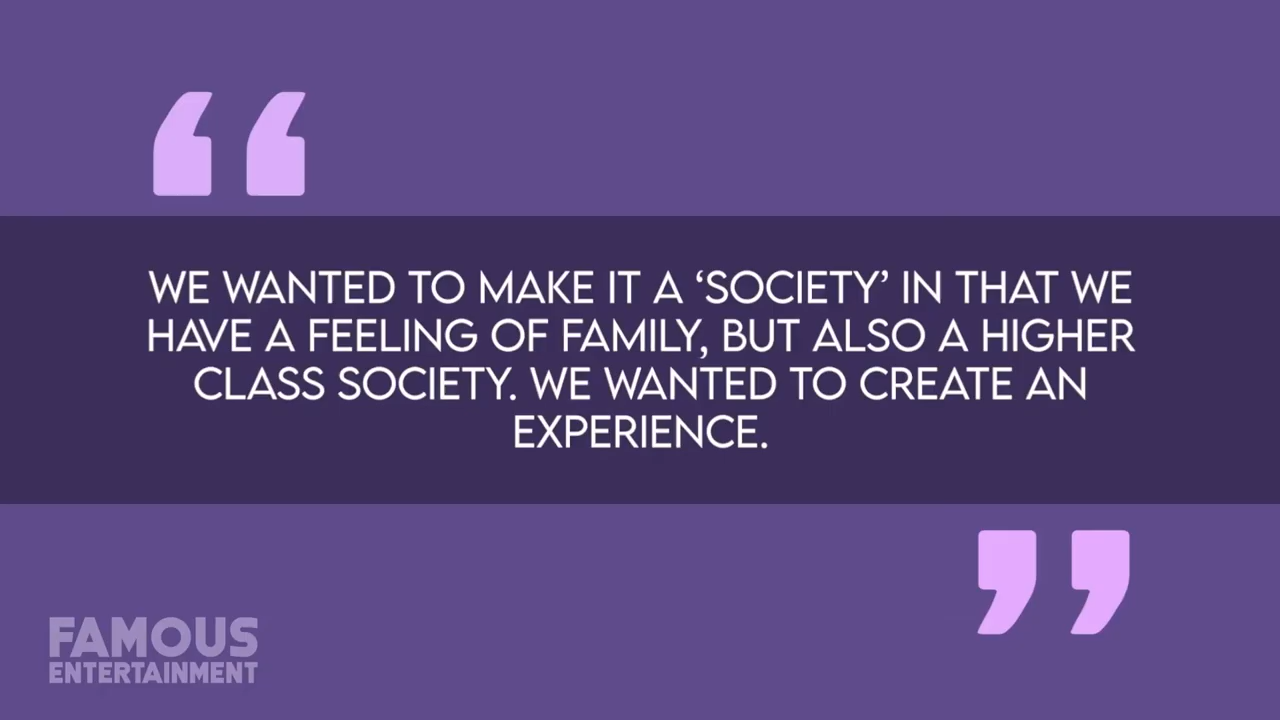 WE WANTED TO MAKE IT A ‘SOCIETY’ IN THAT WE
HAVE A FEELING OF FAMILY, BUT ALSO A HIGHER
CLASS SOCIETY. WE WANTED TO CREATE AN
EXPERIENCE.
FAMOUS
ENTERTAINMENT